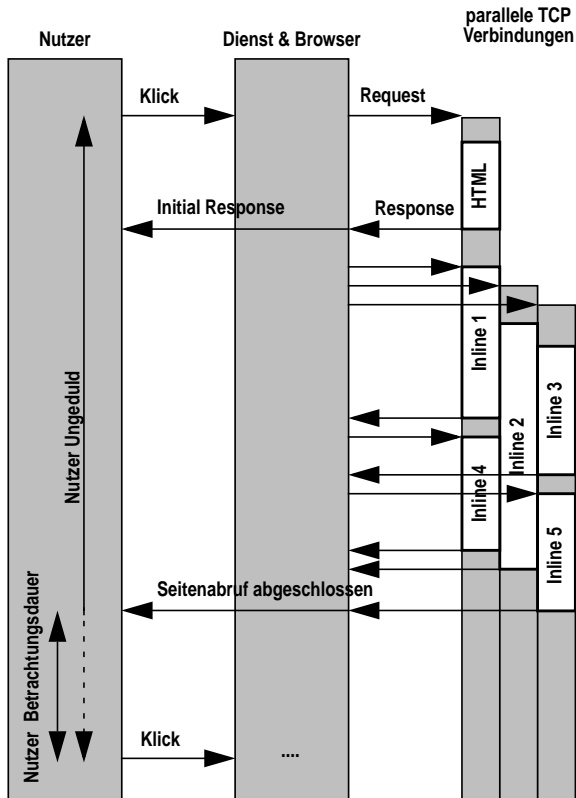 Nutzer
Dienst & Browser
parallele TCP
Verbindungen
Klick
Request
HTML
Initial Response
Response
Inline 1
Inline 2
Inline 3
Nutzer Ungeduld
Inline 4
Inline 5
Seitenabruf abgeschlossen
Nutzer Betrachtungsdauer
Klick
....